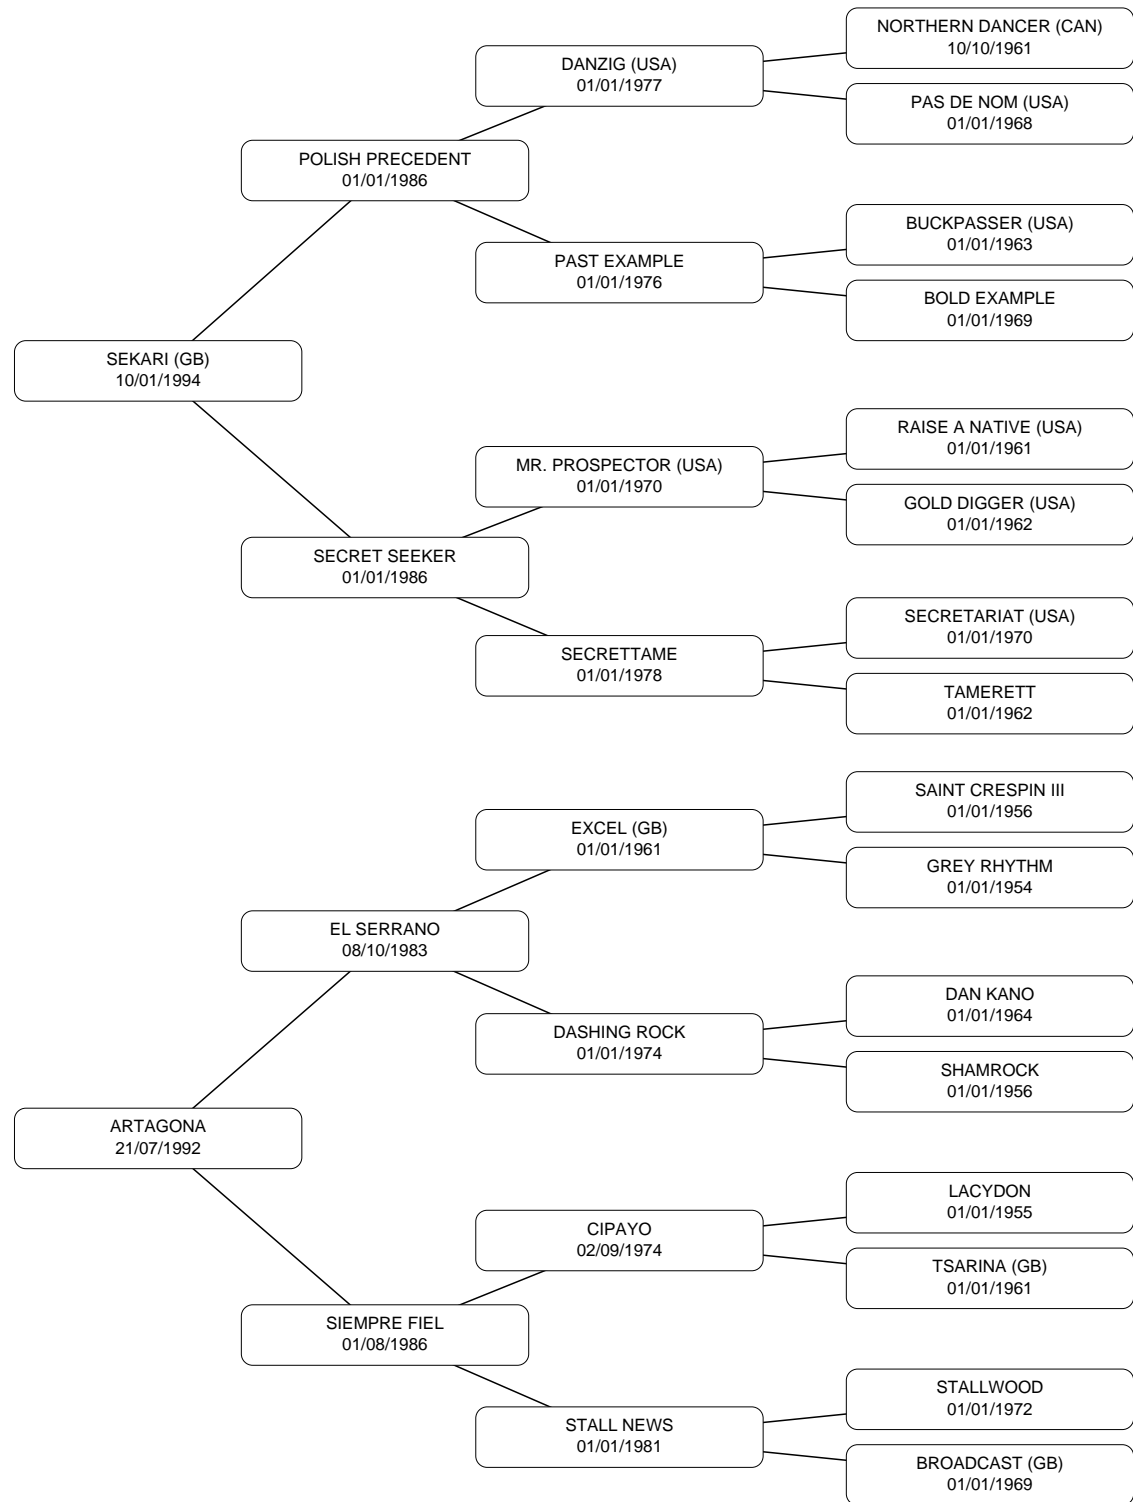 NORTHERN DANCER (CAN)
10/10/1961
DANZIG (USA)
01/01/1977
PAS DE NOM (USA)
01/01/1968
POLISH PRECEDENT
01/01/1986
BUCKPASSER (USA)
01/01/1963
PAST EXAMPLE
01/01/1976
BOLD EXAMPLE
01/01/1969
SEKARI (GB)
10/01/1994
RAISE A NATIVE (USA)
01/01/1961
MR. PROSPECTOR (USA)
01/01/1970
GOLD DIGGER (USA)
01/01/1962
SECRET SEEKER
01/01/1986
SECRETARIAT (USA)
01/01/1970
SECRETTAME
01/01/1978
TAMERETT
01/01/1962
SAINT CRESPIN III
01/01/1956
EXCEL (GB)
01/01/1961
GREY RHYTHM
01/01/1954
EL SERRANO
08/10/1983
DAN KANO
01/01/1964
DASHING ROCK
01/01/1974
SHAMROCK
01/01/1956
ARTAGONA
21/07/1992
LACYDON
01/01/1955
CIPAYO
02/09/1974
TSARINA (GB)
01/01/1961
SIEMPRE FIEL
01/08/1986
STALLWOOD
01/01/1972
STALL NEWS
01/01/1981
BROADCAST (GB)
01/01/1969